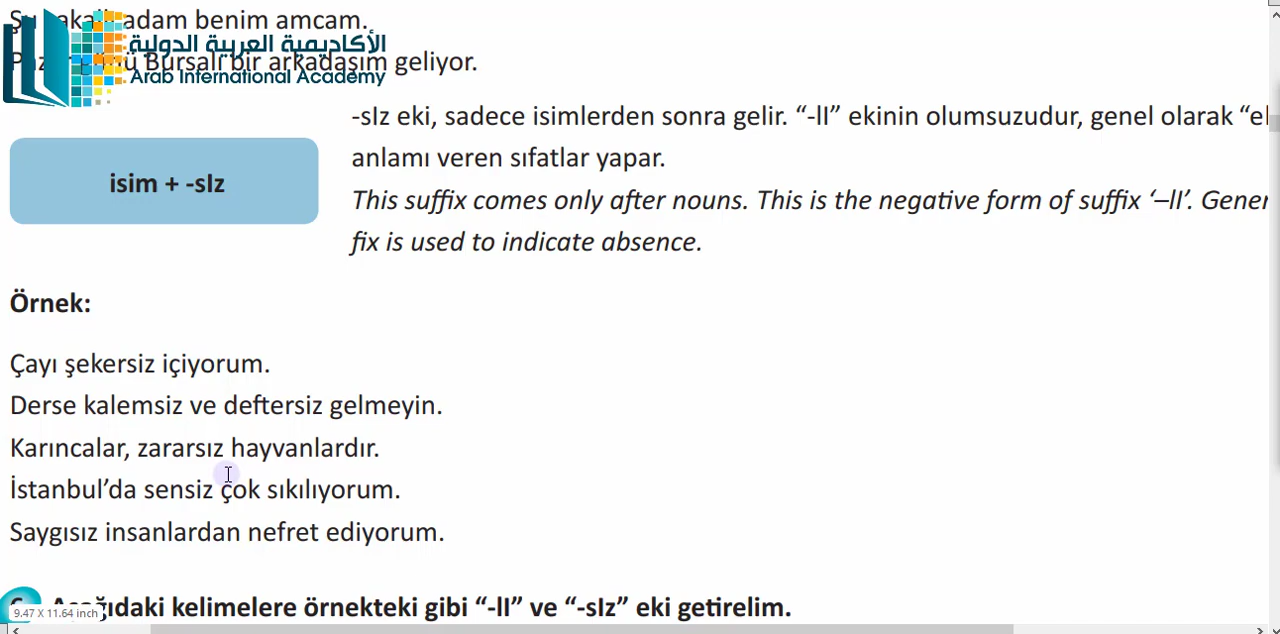 adam benim amcam.
الأكاديمية العربية الدولية
Bursalı bir arkadaşım geliyor.
Arab International Academy
-sIz eki, sadece isimlerden sonra gelir. “-lI” ekinin olumsuzudur, genel olarak
isim + -sIz
anlamı veren sıfatlar yapar.
This suffix comes only after nouns. This is the negative form of suffix ‘–lI’.
fix is used to indicate absence.
Örnek:
Çayı şekersiz içiyorum.
Derse kalemsiz ve deftersiz gelmeyin.
Karıncalar, zararsız hayvanlardır.
İstanbul’da sensiz çok sıkılıyorum.
Saygısız insanlardan nefret ediyorum.
Aşağıdaki kelimelere örnekteki gibi “-lI” ve “-sIz” eki getirelim.
9.47 X 11.64 inch